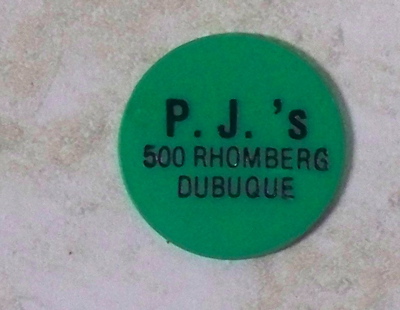 P. J. 's
500 RHOMBERG
DUBUQUE